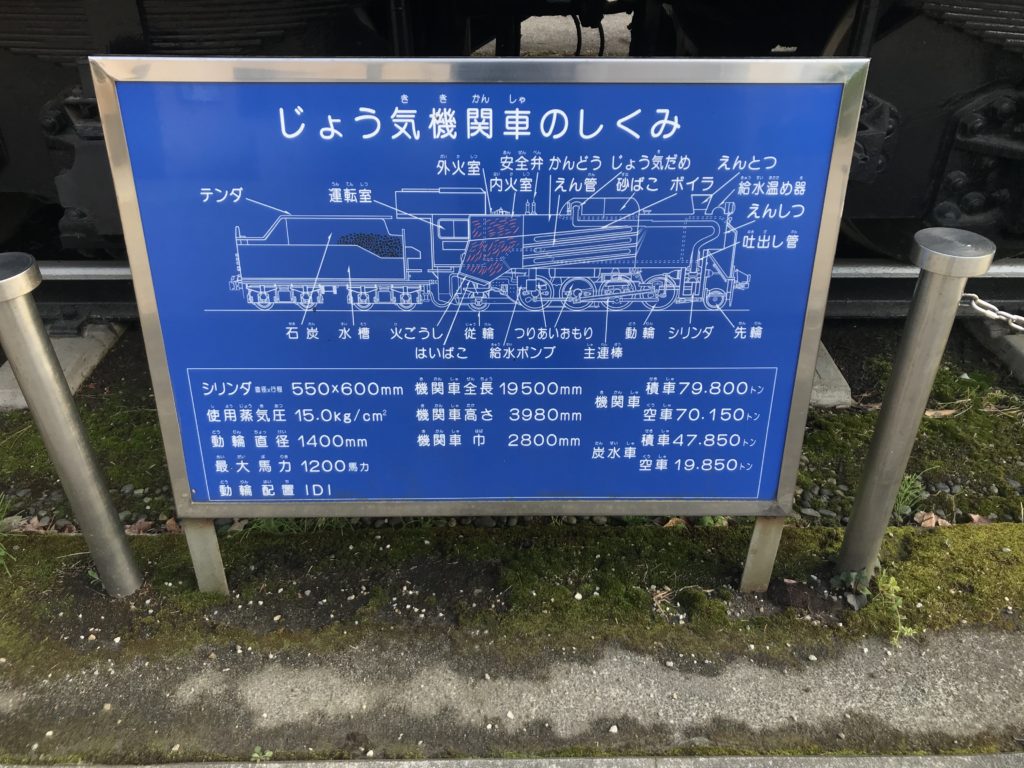 じょう気機関車のしくみ
外火室 安全弁 かんどう じょう気だめ えんとつ
テンダ 運転室 内火室 えん管 砂ばこ ボイラ 給水温め器
えんしつ
吐出し管
石炭 水槽 火ごうし 従輪 つりあいおもり 動輪 シリンダ 先輪
はいばこ 給水ポンプ 主連棒
シリンダ 直径×行程 550×600mm 機関車全長 19500mm 機関車 積車 79.800トン
使用蒸気圧 15.0kg/cm² 機関車高さ 3980mm 空車 70.150トン
動輪直径 1400mm 機関車巾 2800mm 炭水車 積車 47.850トン
最大馬力 1200馬力 空車 19.850トン
動輪配置 1D1